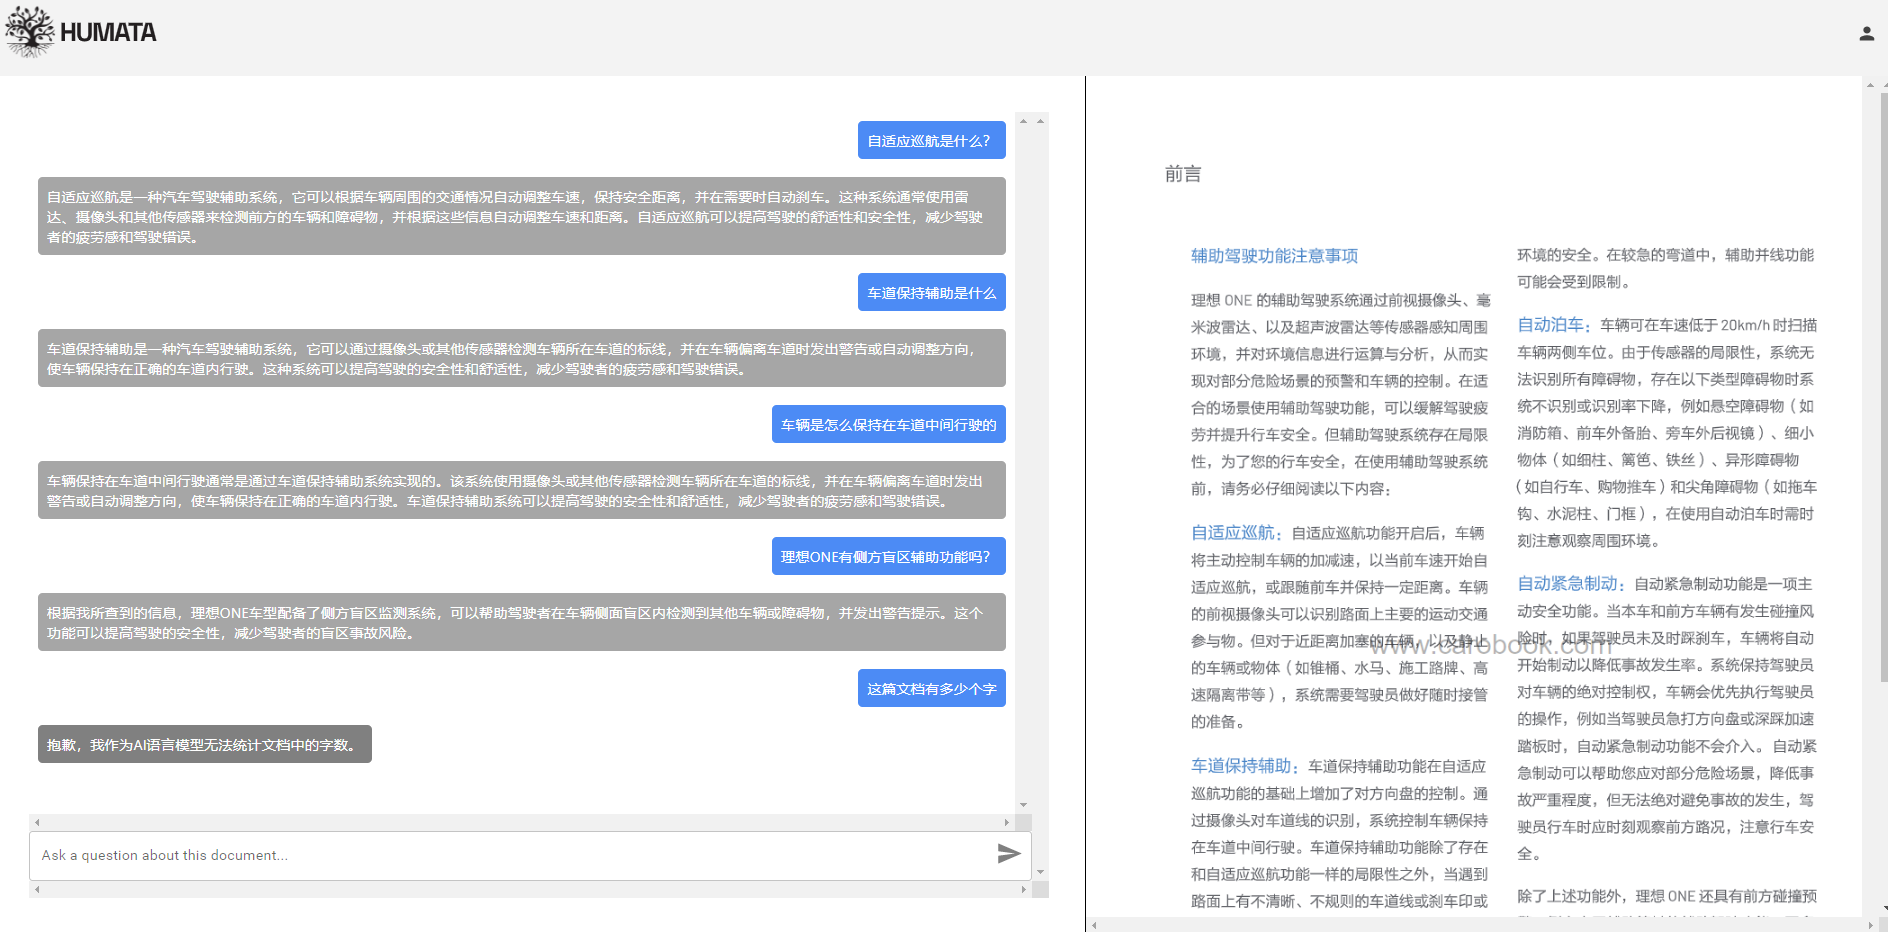 HUMATA
自适应巡航是什么？
自适应巡航是一种汽车驾驶辅助系统，它可以根据车辆周围的交通情况自动调整车速，保持安全距离，并在需要时自动刹车。这种系统通常使用雷
达、摄像头和其他传感器来检测前方的车辆和障碍物，并根据这些信息自动调整车速和距离。自适应巡航可以提高驾驶的舒适性和安全性，减少驾驶
者的疲劳感和驾驶错误。
车道保持辅助是什么
车道保持辅助是一种汽车驾驶辅助系统，它可以通过摄像头或其他传感器检测车辆所在车道的标线，并在车辆偏离车道时发出警告或自动调整方向，
使车辆保持在正确的车道内行驶。这种系统可以提高驾驶的安全性和舒适性，减少驾驶者的疲劳感和驾驶错误。
车辆是怎么保持在车道中间行驶的
车辆保持在车道中间行驶通常是通过车道保持辅助系统实现的。该系统使用摄像头或其他传感器检测车辆所在车道的标线，并在车辆偏离车道时发出
警告或自动调整方向，使车辆保持在正确的车道内行驶。车道保持辅助系统可以提高驾驶的安全性和舒适性，减少驾驶者的疲劳感和驾驶错误。
理想ONE有侧方盲区辅助功能吗？
根据我所查到的信息，理想ONE车型配备了侧方盲区监测系统，可以帮助驾驶者在车辆侧面盲区内检测到其他车辆或障碍物，并发出警告提示。这个
功能可以提高驾驶的安全性，减少驾驶者的盲区事故风险。
这篇文档有多少个字
抱歉，我作为AI语言模型无法统计文档中的字数。
Ask a question about this document...
前言
辅助驾驶功能注意事项
理想 ONE 的辅助驾驶系统通过前视摄像头、毫
米波雷达、以及超声波雷达等传感器感知周围
环境，并对环境信息进行运算与分析，从而实
现对部分危险场景的预警和车辆的控制。在适
合的场景使用辅助驾驶功能，可以缓解驾驶疲
劳并提升行车安全。但辅助驾驶系统存在局限
性，为了您的行车安全，在使用辅助驾驶系统
前，请务必仔细阅读以下内容：
自适应巡航：自适应巡航功能开启后，车辆
将主动控制车辆的加减速，以当前车速开始自
适应巡航，或跟随前车并保持一定距离。车辆
的前视摄像头可以识别路面上主要的运动交通
参与物。但对于近距离加塞的车辆，以及静止
的车辆或物体（如锥桶、水马、施工路牌、高
速隔离带等），系统需要驾驶员做好随时接管
的准备。
车道保持辅助：车道保持辅助功能在自适应
巡航功能的基础上增加了对方向盘的控制。通
过摄像头对车道线的识别，系统控制车辆保持
在车道中间行驶。车道保持辅助功能除了存在
和自适应巡航功能一样的局限性之外，当遇到
路面上有不清晰、不规则的车道线或刹车印或
环境的安全。在较急的弯道中，辅助并线功能
可能会受到限制。
自动泊车：车辆可在车速低于 20km/h 时扫描
车辆两侧车位。由于传感器的局限性，系统无
法识别所有障碍物，存在以下类型障碍物时系
统不识别或识别率下降，例如悬空障碍物（如
消防箱、前车外备胎、旁车外后视镜）、细小
物体（如细柱、篱笆、铁丝）、异形障碍物
（如自行车、购物推车）和尖角障碍物（如拖车
钩、水泥柱、门框），在使用自动泊车时需时
刻注意观察周围环境。
自动紧急制动：自动紧急制动功能是一项主
动安全功能。当本车和前方车辆有发生碰撞风
险时，如果驾驶员未及时踩刹车，车辆将自动
开始制动以降低事故发生率。系统保持驾驶员
对车辆的绝对控制权，车辆会优先执行驾驶员
的操作，例如当驾驶员急打方向盘或深踩加速
踏板时，自动紧急制动功能不会介入。自动紧
急制动可以帮助您应对部分危险场景，降低事
故严重程度，但无法绝对避免事故的发生，驾
驶员行车时应时刻观察前方路况，注意行车安
全。
除了上述功能外，理想 ONE 还具有前方碰撞预
www.carobook.com